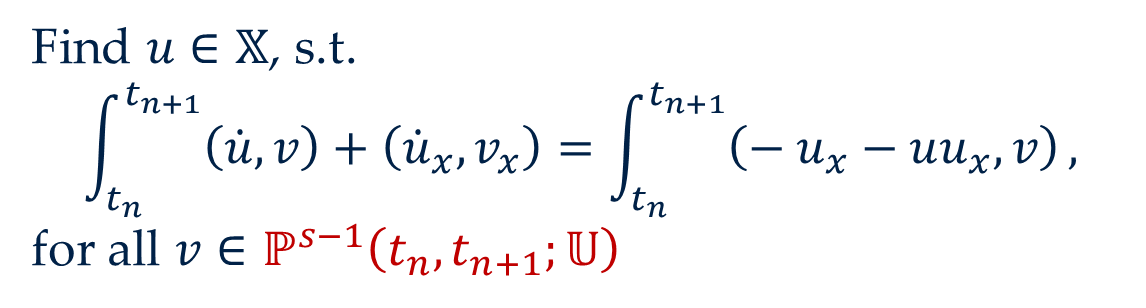 Find 𝑢 ∈ 𝕏, s.t.
∫_{t_n}^{t_{n+1}} (u̇, v) + (u̇_x, v_x) = ∫_{t_n}^{t_{n+1}} (− u_x − uu_x, v) ,
for all 𝑣 ∈ ℙ^{s−1}(t_n, t_{n+1}; 𝕌)